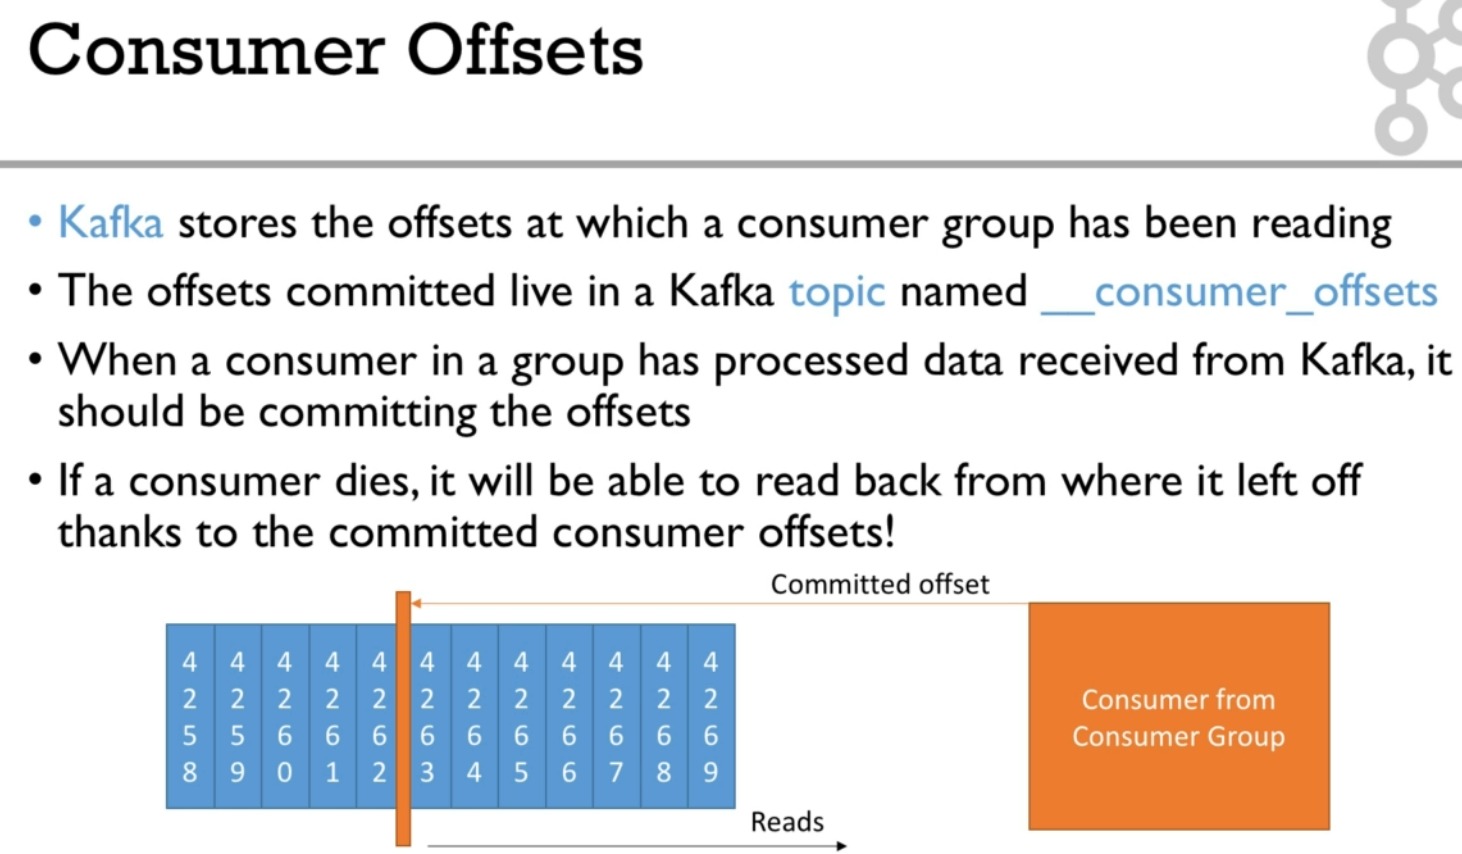 Consumer Offsets
• Kafka stores the offsets at which a consumer group has been reading
• The offsets committed live in a Kafka topic named __consumer_offsets
• When a consumer in a group has processed data received from Kafka, it
should be committing the offsets
• If a consumer dies, it will be able to read back from where it left off
thanks to the committed consumer offsets!
Committed offset
4258 4259 4260 4261 4262 4263 4264 4265 4266 4267 4268 4269
Consumer from
Consumer Group
Reads